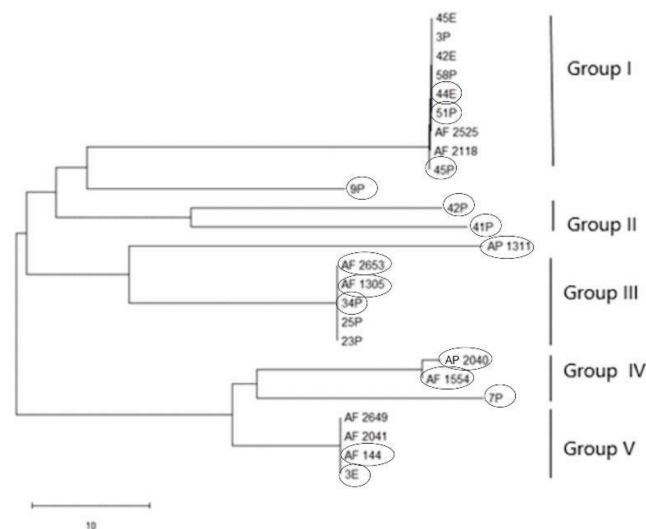 45E
3P
42E
58P
44E
51P
AF 2525
AF 2118
45P
Group I
9P
42P
41P
Group II
AP 1311
AF 2653
AF 1305
34P
25P
23P
Group III
AP 2040
AF 1554
7P
Group IV
AF 2649
AF 2041
AF 144
3E
Group V
10